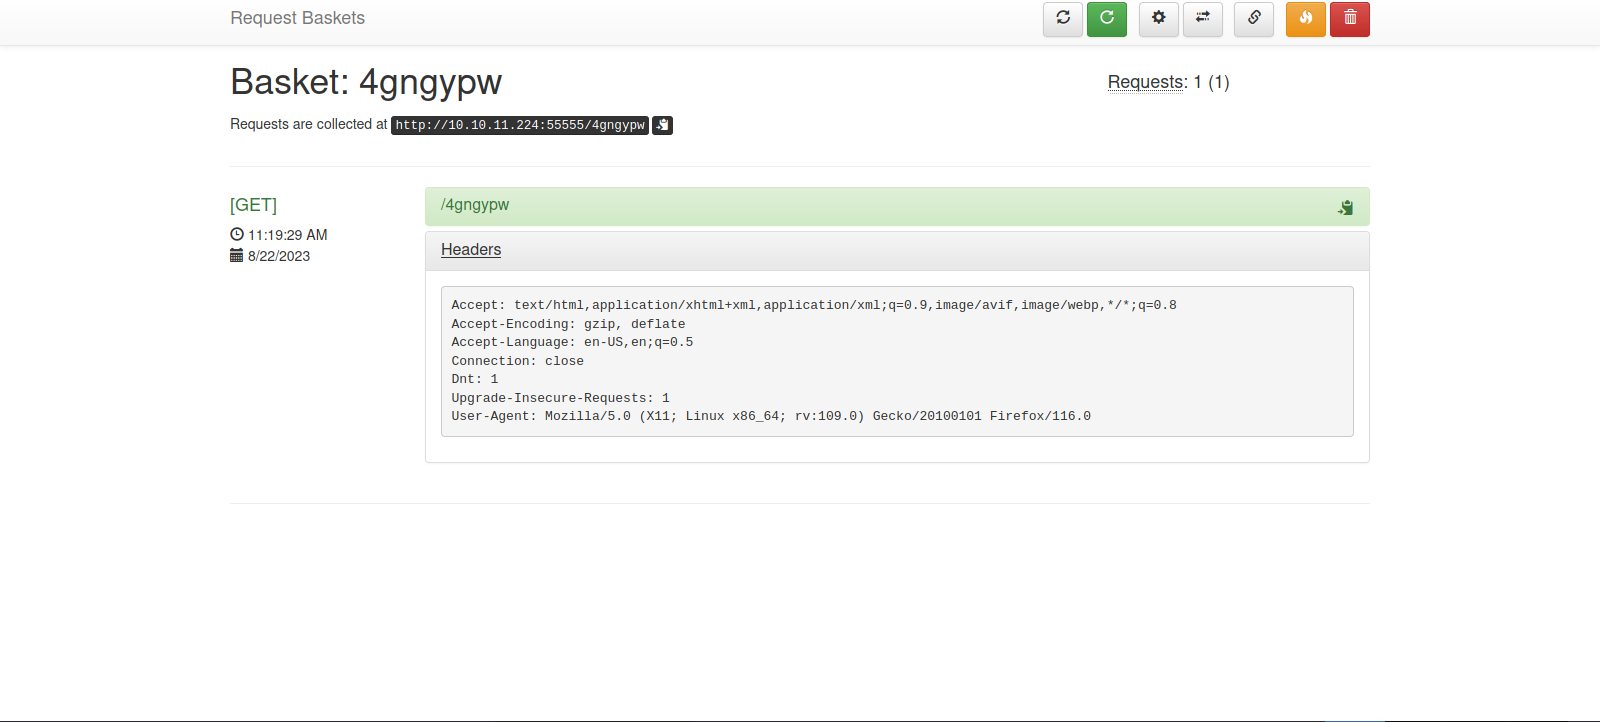 Request Baskets
Basket: 4gngypw
Requests: 1 (1)
Requests are collected at http://10.10.11.224:55555/4gngypw
[GET]
11:19:29 AM
8/22/2023
/4gngypw
Headers
Accept: text/html,application/xhtml+xml,application/xml;q=0.9,image/avif,image/webp,*/*;q=0.8
Accept-Encoding: gzip, deflate
Accept-Language: en-US,en;q=0.5
Connection: close
Dnt: 1
Upgrade-Insecure-Requests: 1
User-Agent: Mozilla/5.0 (X11; Linux x86_64; rv:109.0) Gecko/20100101 Firefox/116.0